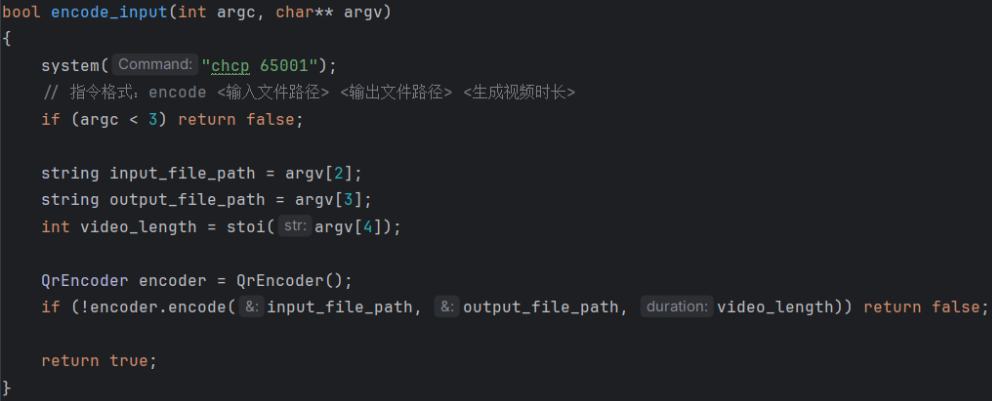 bool encode_input(int argc, char** argv)
{
    system(Command: "chcp 65001");
    // 指令格式：encode <输入文件路径> <输出文件路径> <生成视频时长>
    if (argc < 3) return false;

    string input_file_path = argv[2];
    string output_file_path = argv[3];
    int video_length = stoi(str: argv[4]);

    QrEncoder encoder = QrEncoder();
    if (!encoder.encode(&: input_file_path, &: output_file_path, duration: video_length)) return false;

    return true;
}